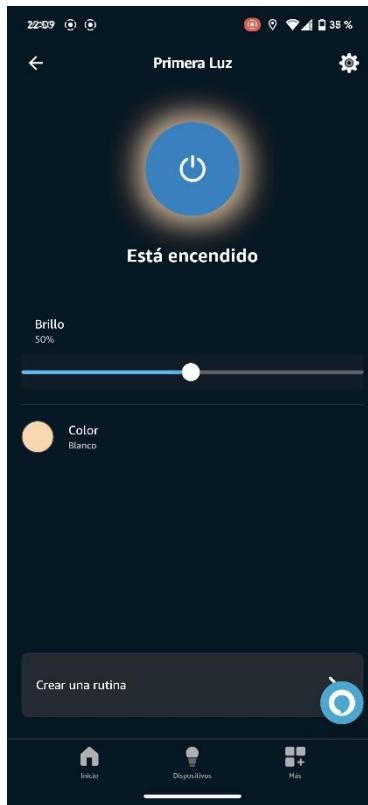 22:09 35 %
Primera Luz
Está encendido
Brillo
50%
Color
Blanco
Crear una rutina
Inicio Dispositivos Más